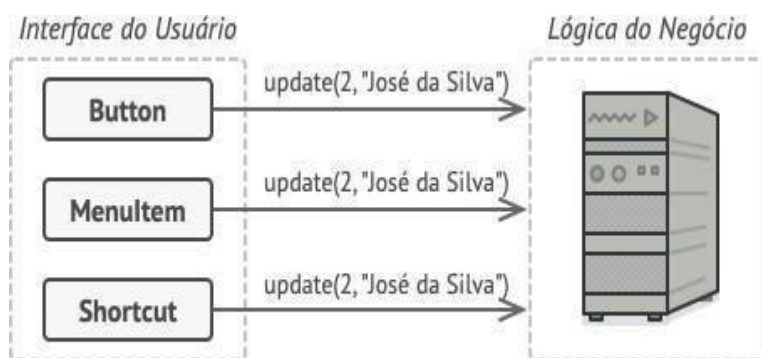 Interface do Usuário
Lógica do Negócio
Button
update(2, "José da Silva")
MenuItem
update(2, "José da Silva")
Shortcut
update(2, "José da Silva")